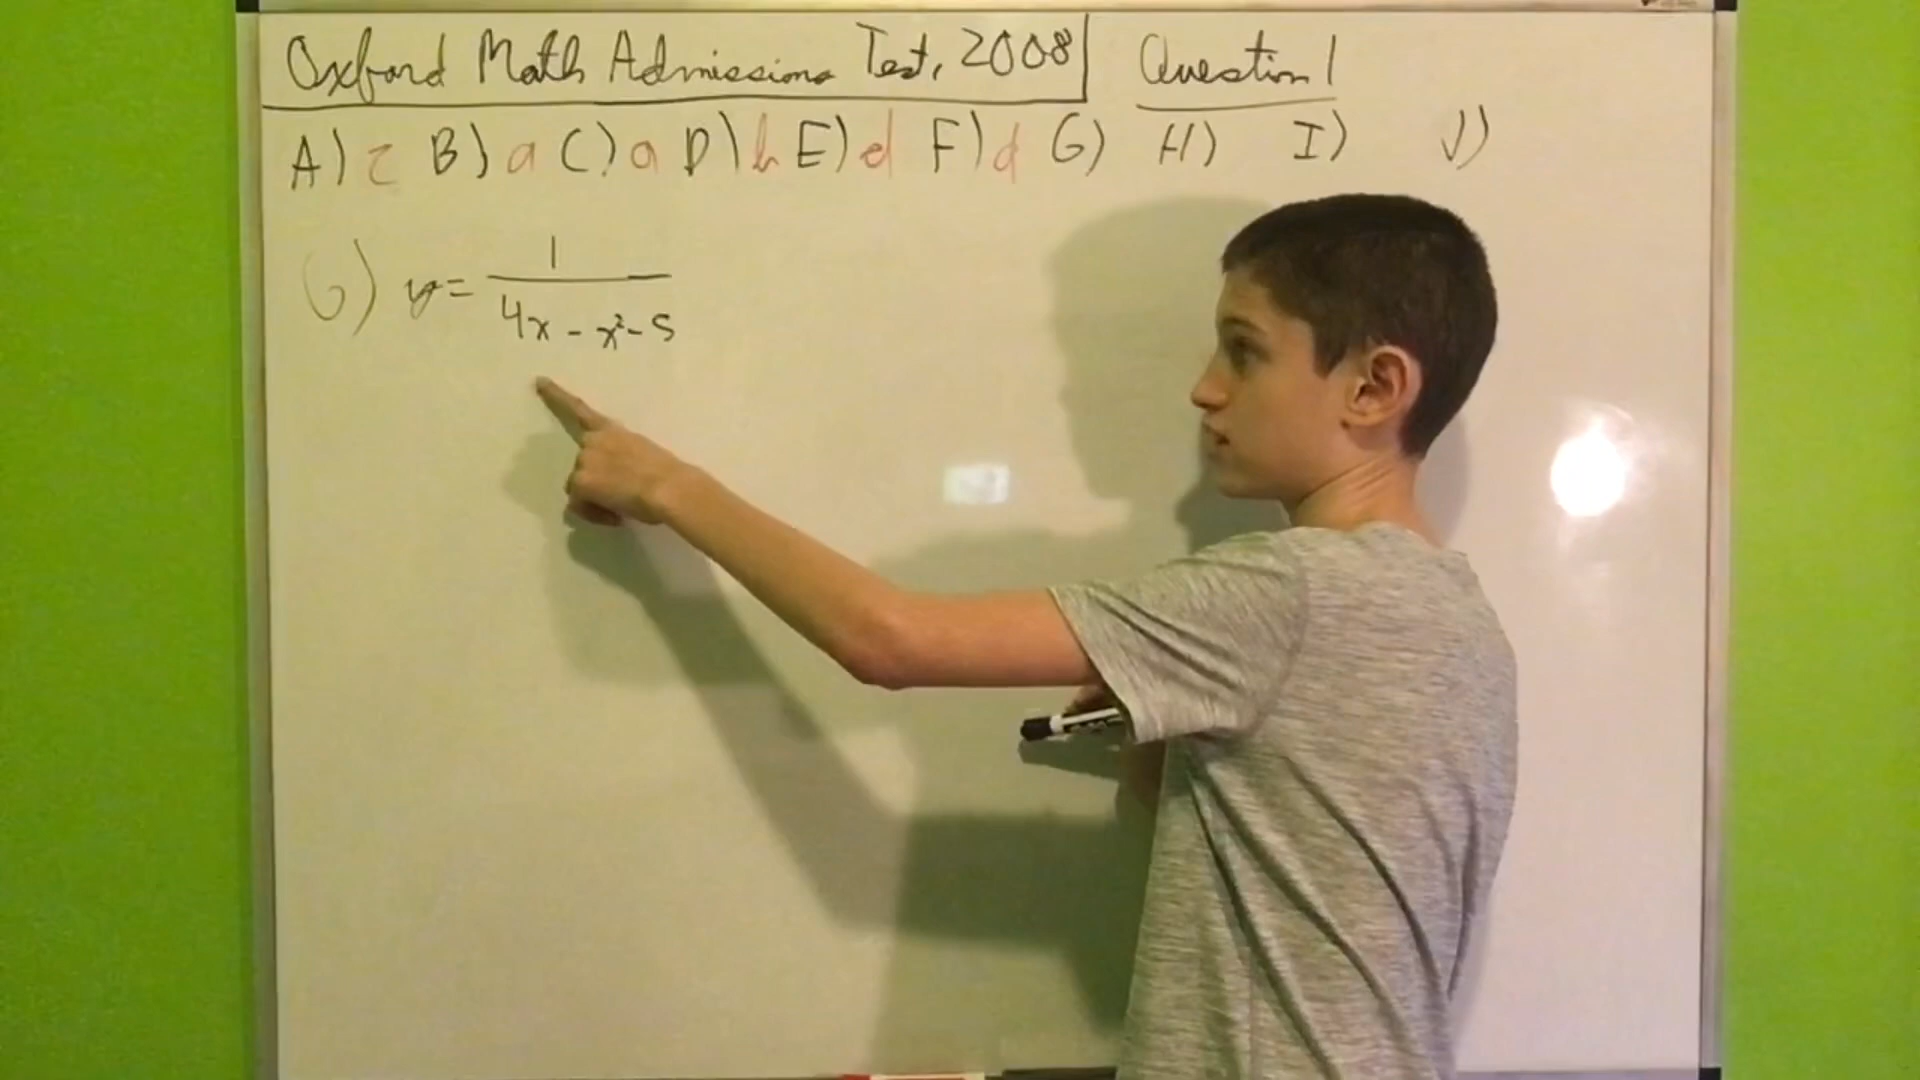 Oxford Math Admissions Test, 2008 Question 1
A) c B) a C) a D) b E) d F) d G) H) I) J)
G) y = 1 / (4x - x² - 5)